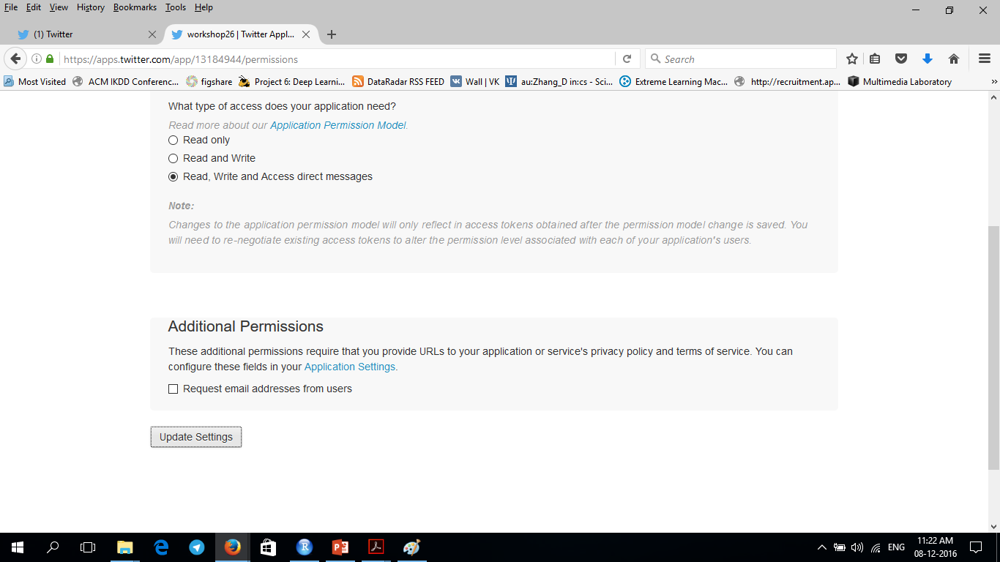 File Edit View History Bookmarks Tools Help
(1) Twitter
workshop26 | Twitter Appl...
https://apps.twitter.com/app/13184944/permissions
Search
Most Visited ACM IKDD Conferenc... figshare Project 6: Deep Learni... DataRadar RSS FEED Wall | VK au:Zhang_D in:cs - Sci... Extreme Learning Mac... http://recruitment.ap... Multimedia Laboratory
What type of access does your application need?
Read more about our Application Permission Model.
Read only
Read and Write
Read, Write and Access direct messages
Note:
Changes to the application permission model will only reflect in access tokens obtained after the permission model change is saved. You
will need to re-negotiate existing access tokens to alter the permission level associated with each of your application's users.
Additional Permissions
These additional permissions require that you provide URLs to your application or service's privacy policy and terms of service. You can
configure these fields in your Application Settings.
Request email addresses from users
Update Settings
ENG
11:22 AM
08-12-2016